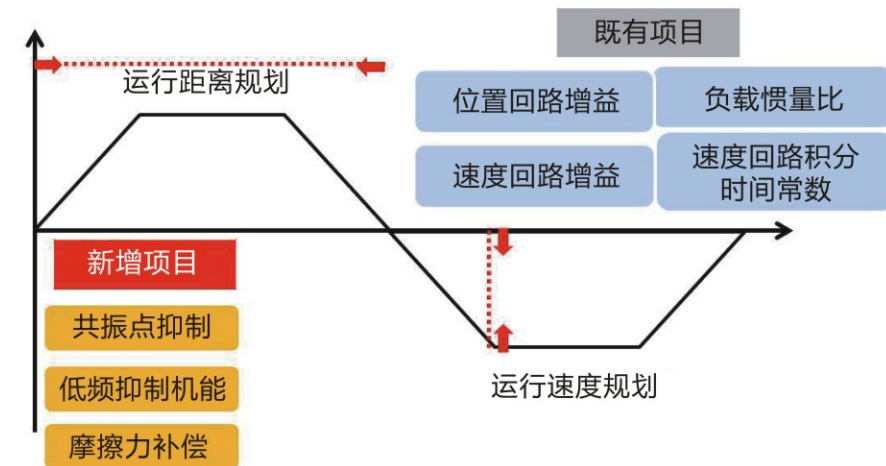 既有项目
运行距离规划
位置回路增益
负载惯量比
速度回路增益
速度回路积分
时间常数
新增项目
共振点抑制
低频抑制机能
摩擦力补偿
运行速度规划